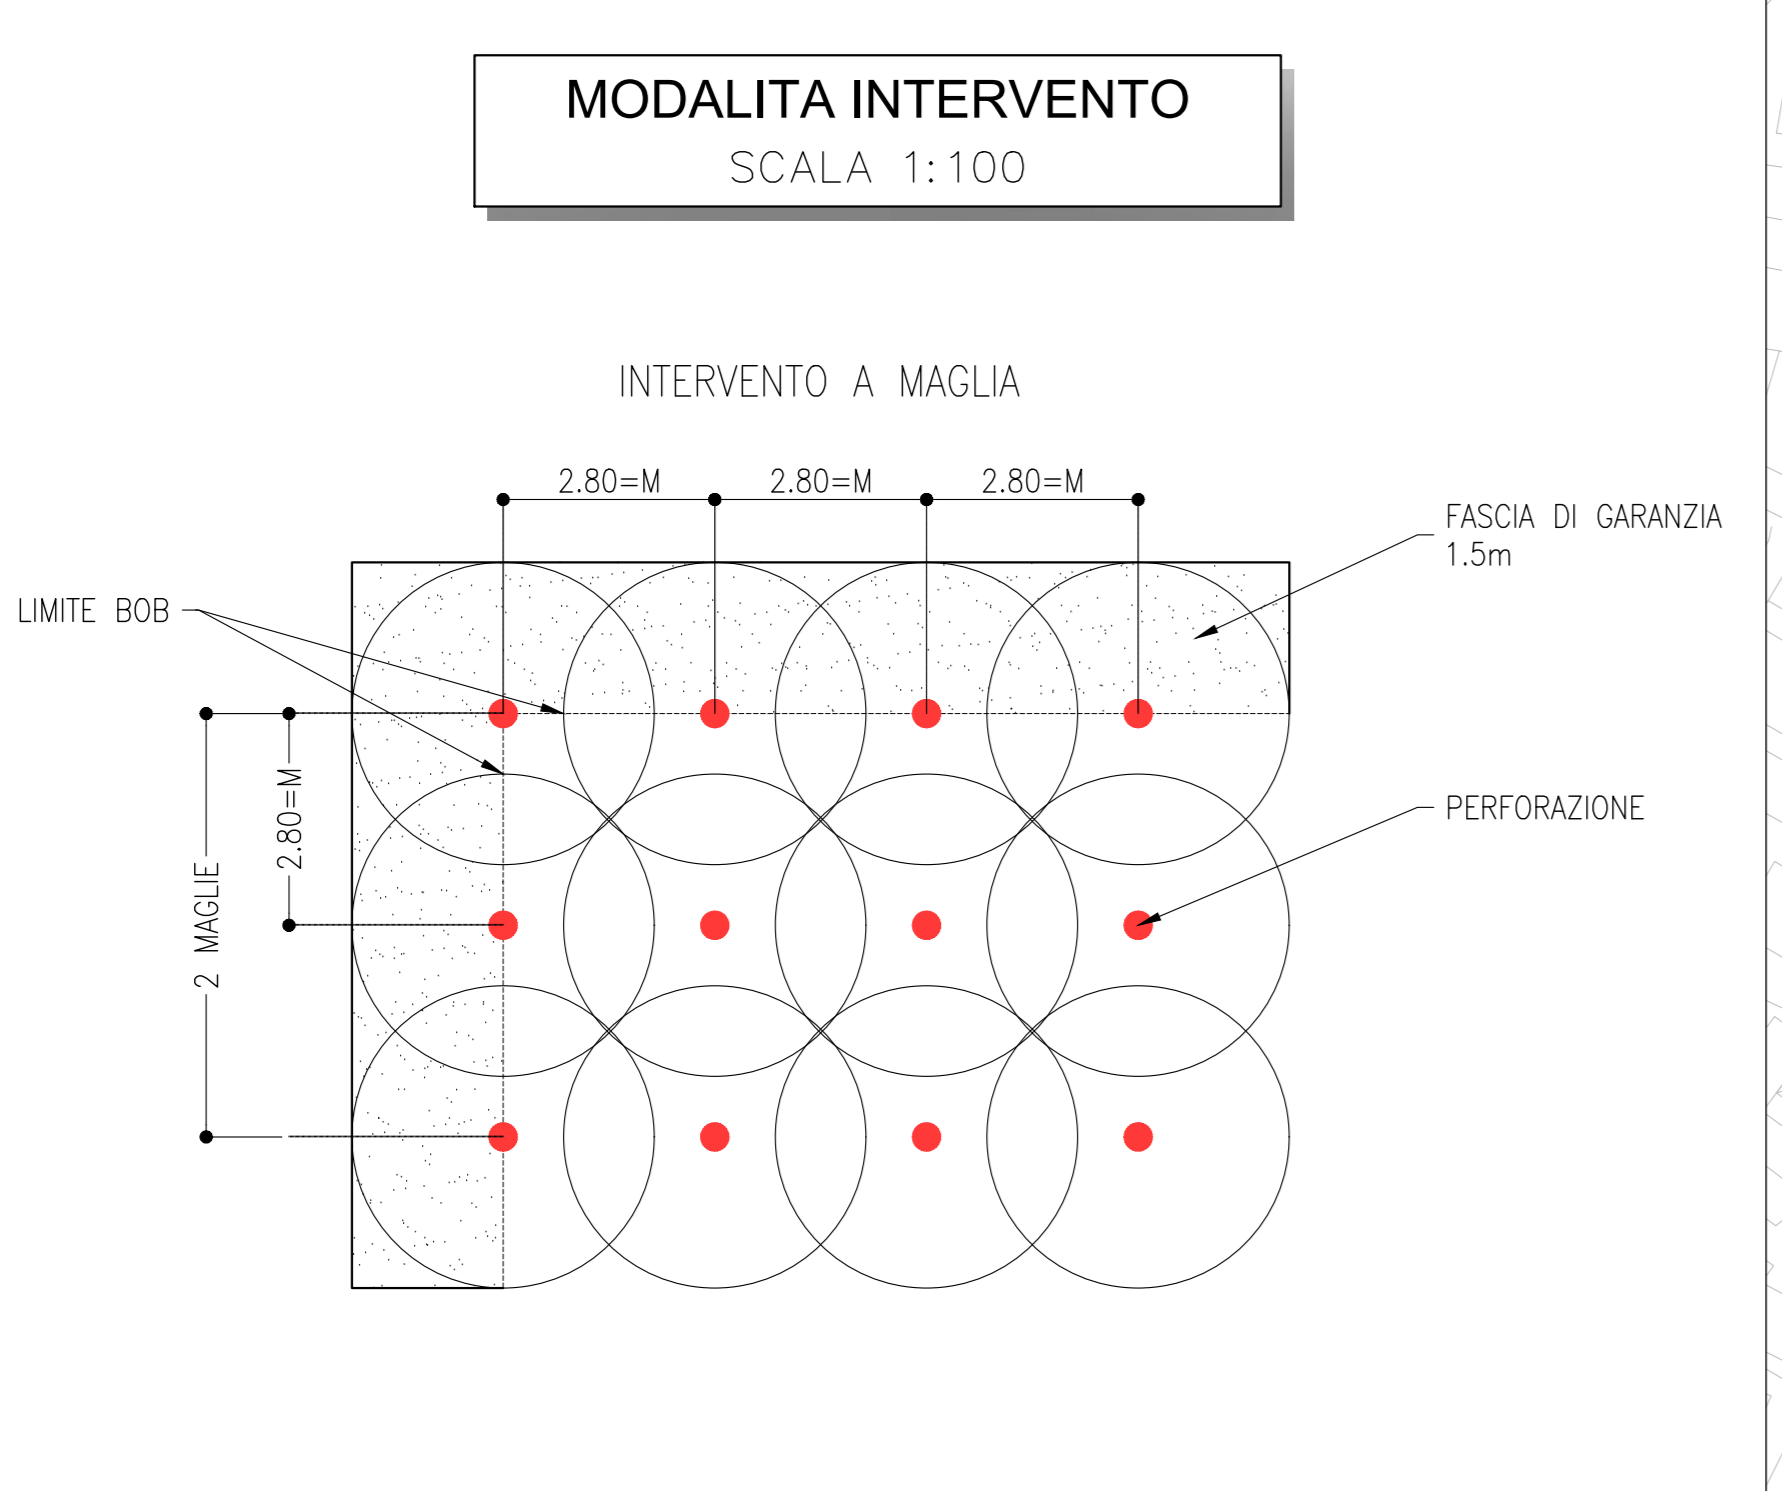 MODALITA INTERVENTO
SCALA 1:100
INTERVENTO A MAGLIA
2.80=M
2.80=M
2.80=M
FASCIA DI GARANZIA
1.5m
LIMITE BOB
2.80=M
PERFORAZIONE
2 MAGLIE